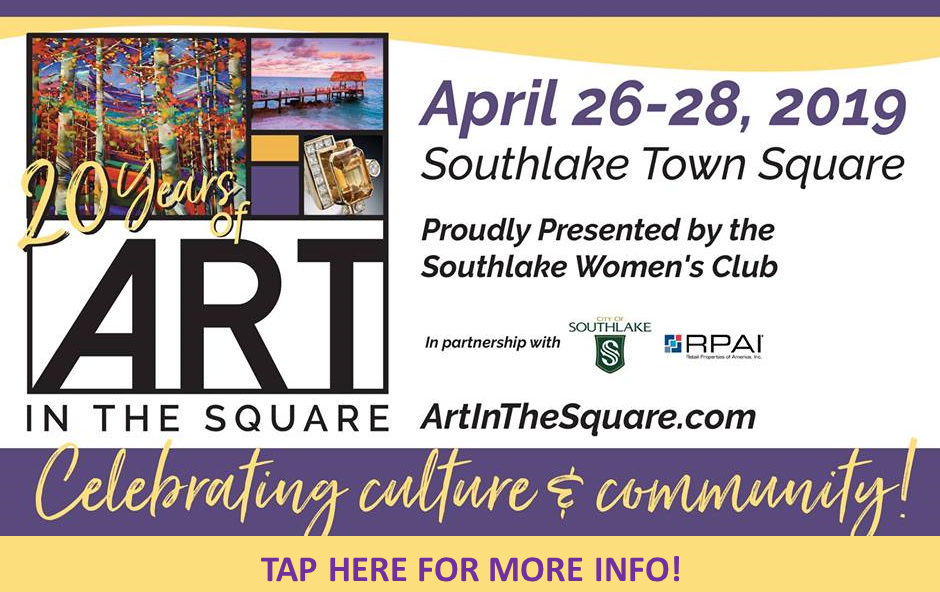 20 Years
of
ART
IN THE SQUARE
April 26-28, 2019
Southlake Town Square
Proudly Presented by the
Southlake Women's Club
In partnership with
CITY OF
SOUTHLAKE
S
RPAI
Retail Properties of America, Inc.
ArtInTheSquare.com
Celebrating culture & community!
TAP HERE FOR MORE INFO!